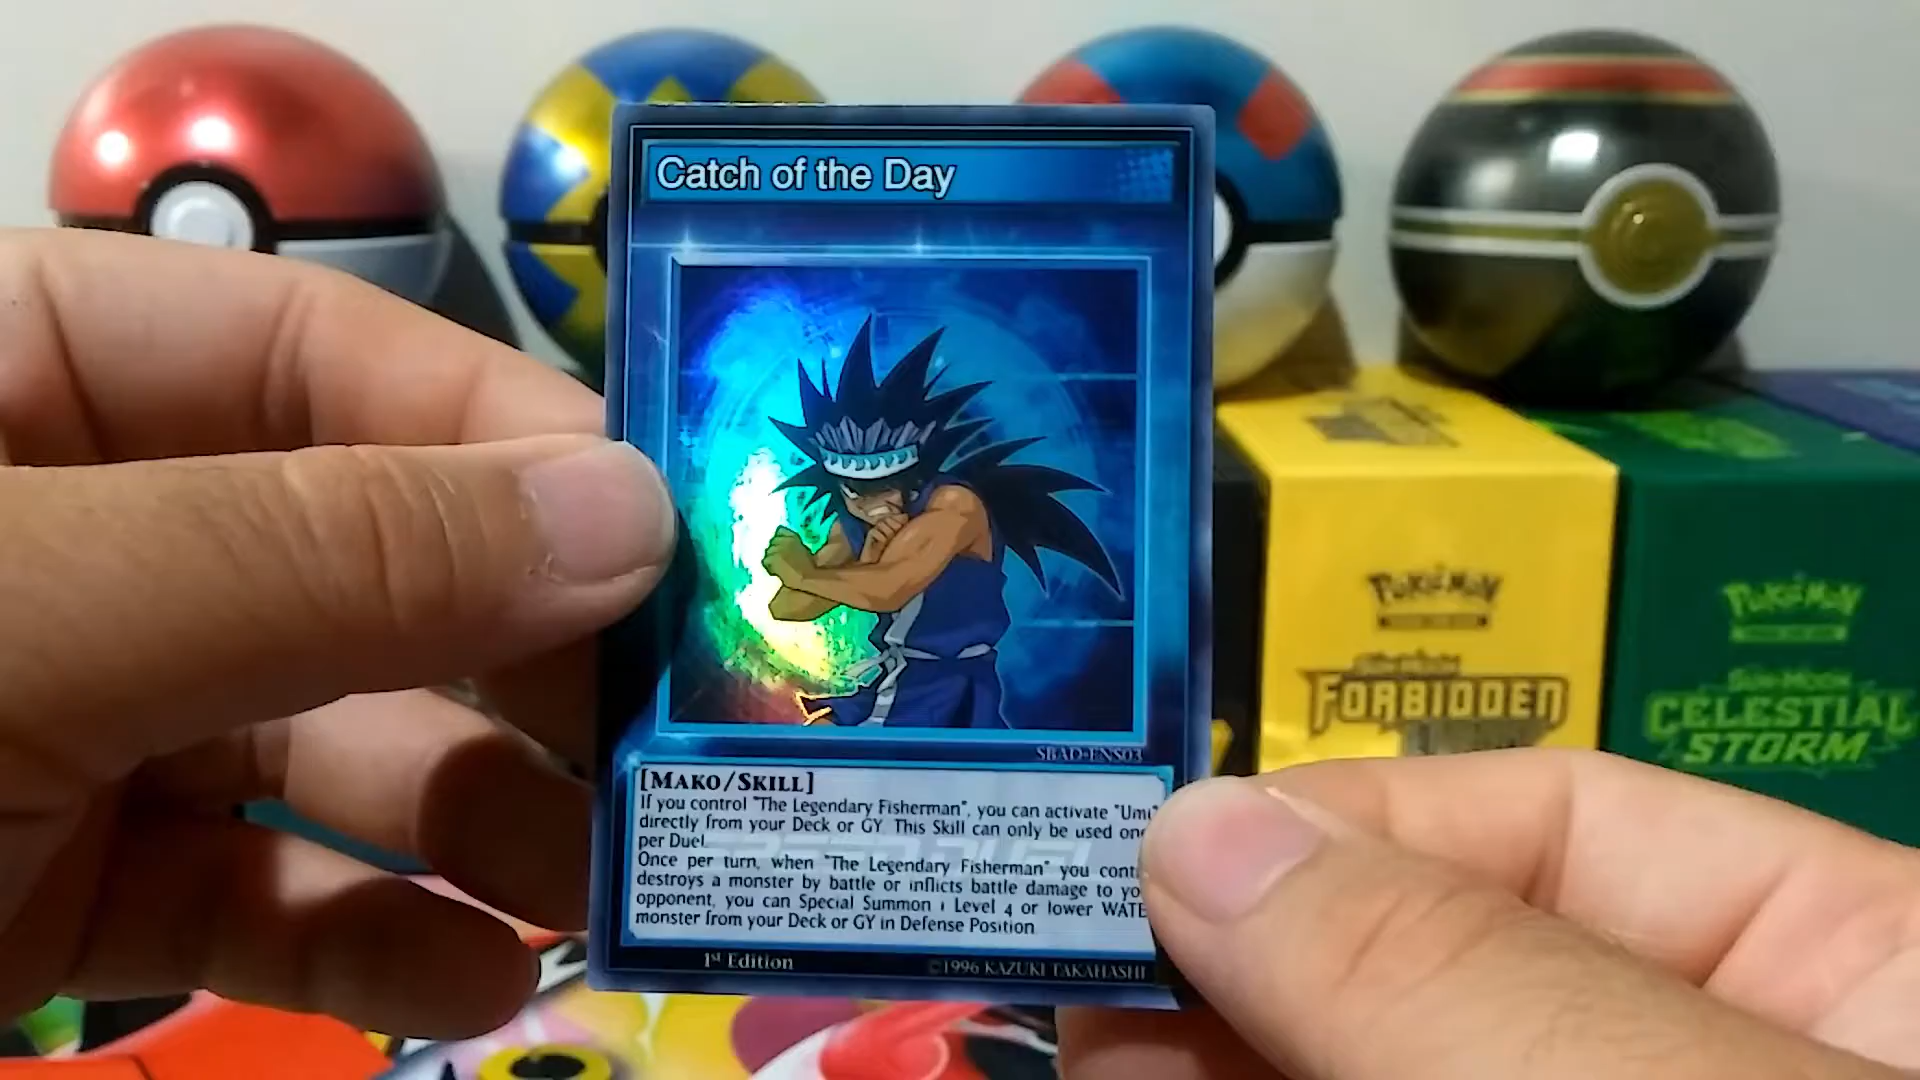 Catch of the Day
SBAD-ENS03
[MAKO/SKILL]
If you control "The Legendary Fisherman", you can activate "Umi"
directly from your Deck or GY. This Skill can only be used
per Duel.
Once per turn, when "The Legendary Fisherman" you
destroys a monster by battle or inflicts battle damage to
opponent, you can Special Summon 1 Level 4 or lower
monster from your Deck or GY in Defense Position
SPEED DUEL
1st Edition
©1996 KAZUKI TAKAHASHI
POKÉMON
SUN & MOON
FORBIDDEN
POKÉMON
SUN & MOON
CELESTIAL
STORM